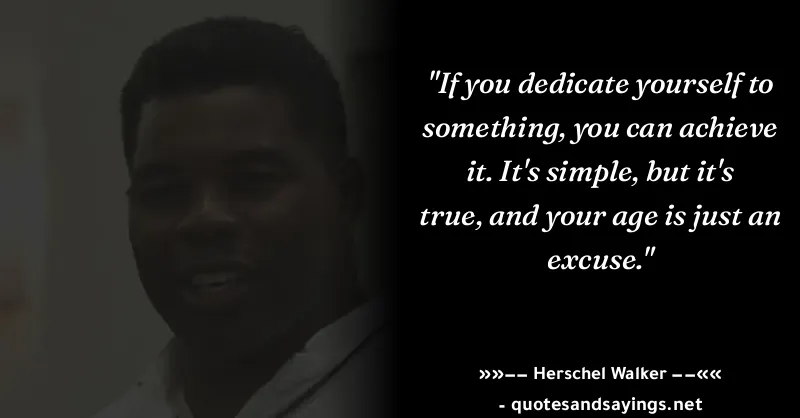 "If you dedicate yourself to
something, you can achieve
it. It's simple, but it's
true, and your age is just an
excuse."
»»−− Herschel Walker −−««
- quotesandsayings.net